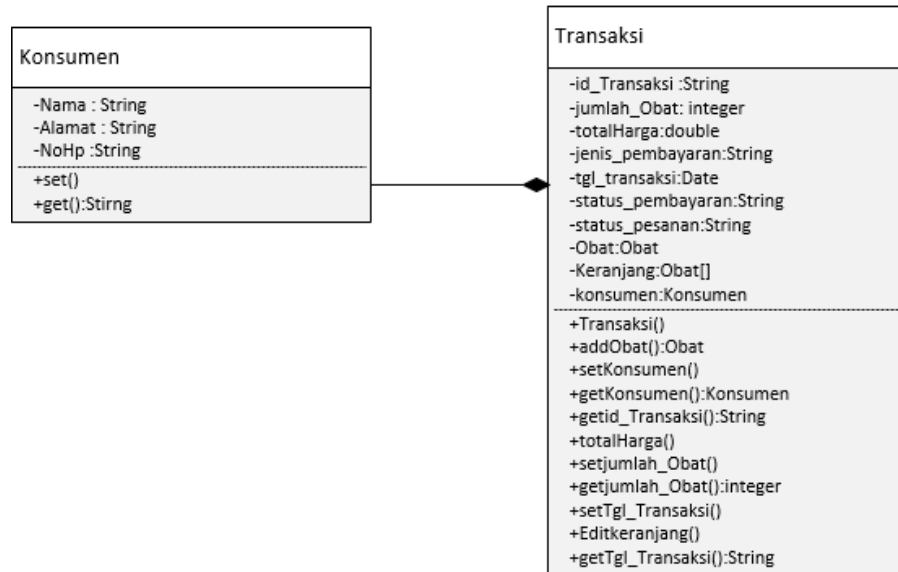 Konsumen
-Nama : String
-Alamat : String
-NoHp :String
+set()
+get():Stirng
Transaksi
-id_Transaksi :String
-jumlah_Obat: integer
-totalHarga:double
-jenis_pembayaran:String
-tgl_transaksi:Date
-status_pembayaran:String
-status_pesanan:String
-Obat:Obat
-Keranjang:Obat[]
-konsumen:Konsumen
+Transaksi()
+addObat():Obat
+setKonsumen()
+getKonsumen():Konsumen
+getid_Transaksi():String
+totalHarga()
+setjumlah_Obat()
+getjumlah_Obat():integer
+setTgl_Transaksi()
+Editkeranjang()
+getTgl_Transaksi():String